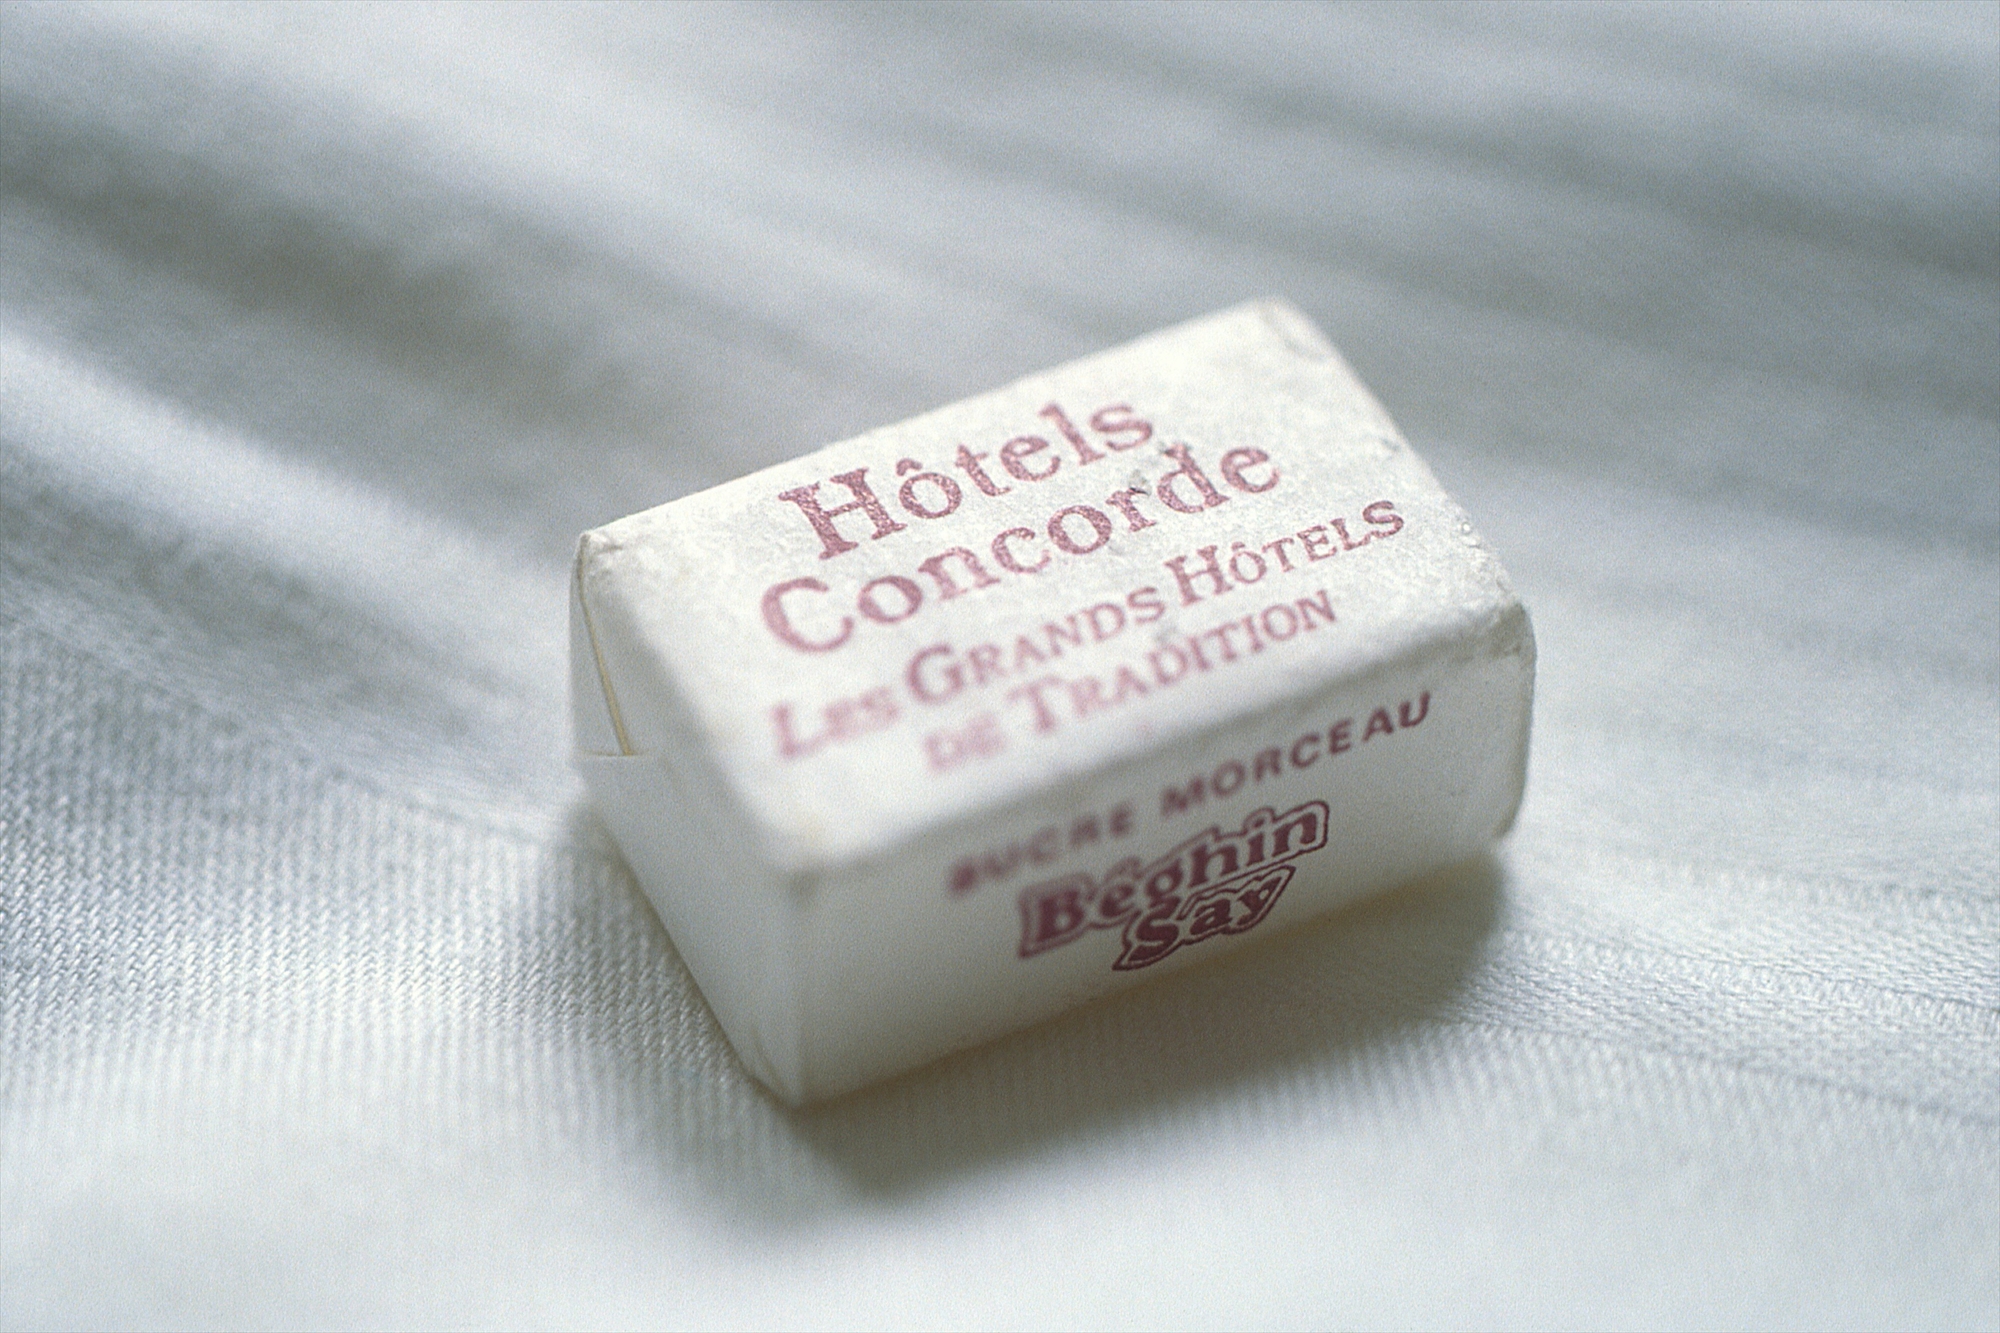 Hôtels
Concorde
LES GRANDS HÔTELS
DE TRADITION
SUCRE MORCEAU
Béghin
Say